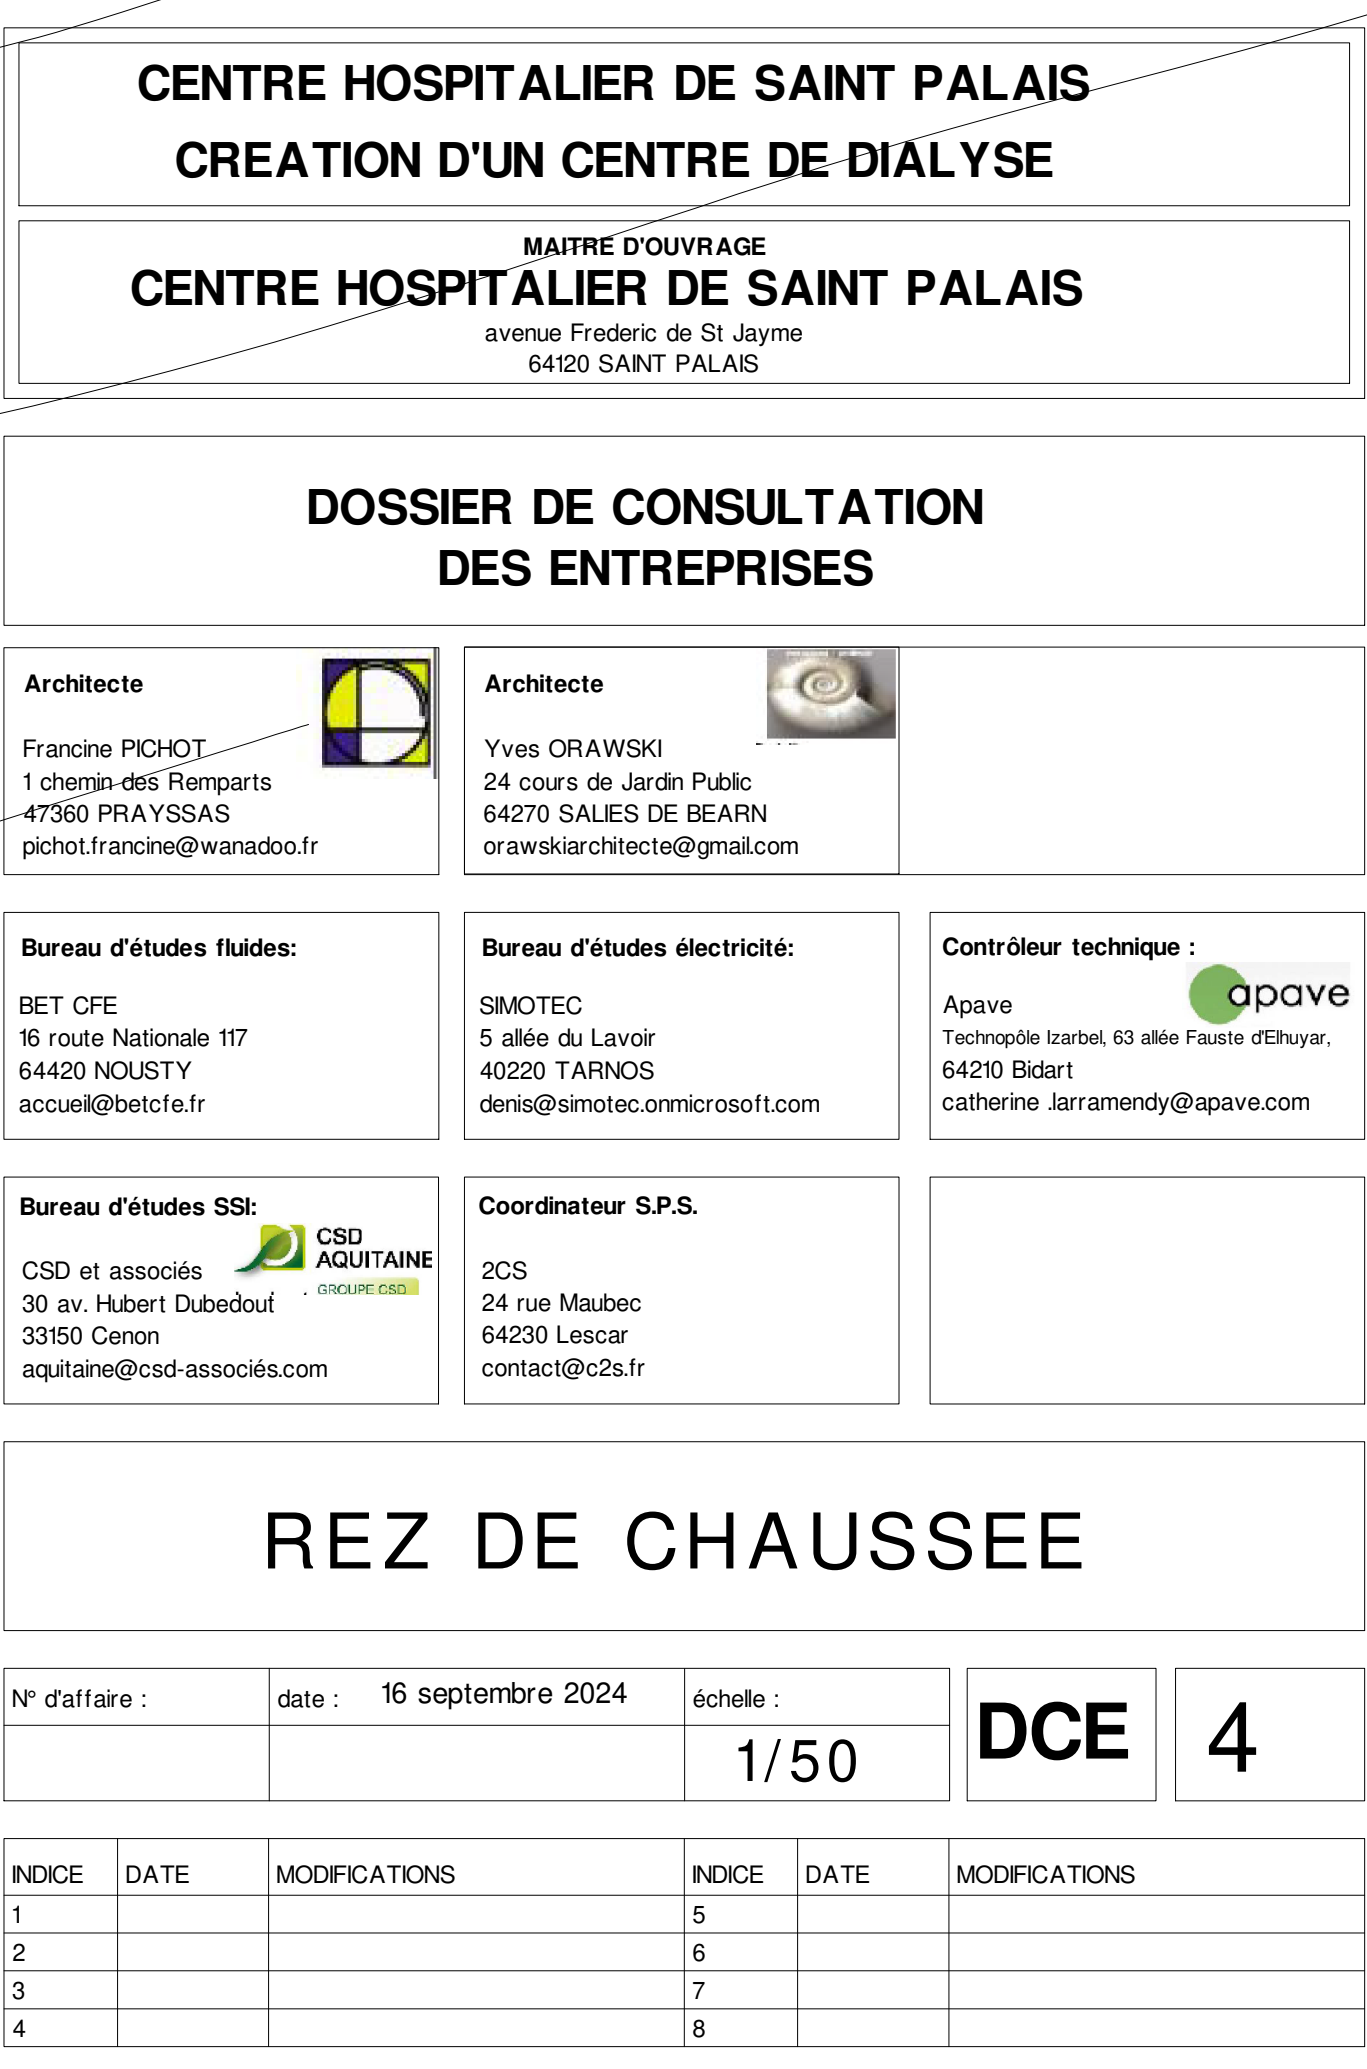 CENTRE HOSPITALIER DE SAINT PALAIS
CREATION D'UN CENTRE DE DIALYSE
MAITRE D'OUVRAGE
CENTRE HOSPITALIER DE SAINT PALAIS
avenue Frederic de St Jayme
64120 SAINT PALAIS
DOSSIER DE CONSULTATION
DES ENTREPRISES
Architecte
Francine PICHOT
1 chemin des Remparts
47360 PRAYSSAS
pichot.francine@wanadoo.fr
Architecte
Yves ORAWSKI
24 cours de Jardin Public
64270 SALIES DE BEARN
orawskiarchitecte@gmail.com
Bureau d'études fluides:
BET CFE
16 route Nationale 117
64420 NOUSTY
accueil@betcfe.fr
Bureau d'études électricité:
SIMOTEC
5 allée du Lavoir
40220 TARNOS
denis@simotec.onmicrosoft.com
Contrôleur technique :
apave
Apave
Technopôle Izarbel, 63 allée Fauste d'Elhuyar,
64210 Bidart
catherine .larramendy@apave.com
Bureau d'études SSI:
CSD
AQUITAINE
GROUPE CSD
CSD et associés
30 av. Hubert Dubedout
33150 Cenon
aquitaine@csd-associés.com
Coordinateur S.P.S.
2CS
24 rue Maubec
64230 Lescar
contact@c2s.fr
REZ DE CHAUSSEE
N° d'affaire : date : 16 septembre 2024 échelle :
1/50
DCE 4
INDICE DATE MODIFICATIONS INDICE DATE MODIFICATIONS
1 5
2 6
3 7
4 8